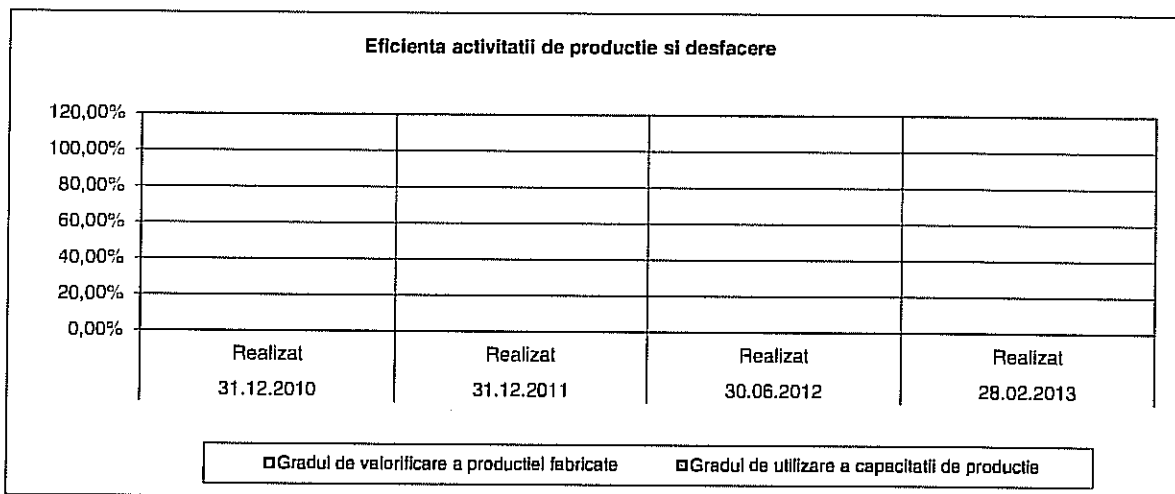 Eficienta activitatii de productie si desfacere
120,00%
100,00%
80,00%
60,00%
40,00%
20,00%
0,00%
Realizat Realizat Realizat Realizat
31.12.2010 31.12.2011 30.06.2012 28.02.2013
Gradul de valorificare a productiei fabricate Gradul de utilizare a capacitatii de productie